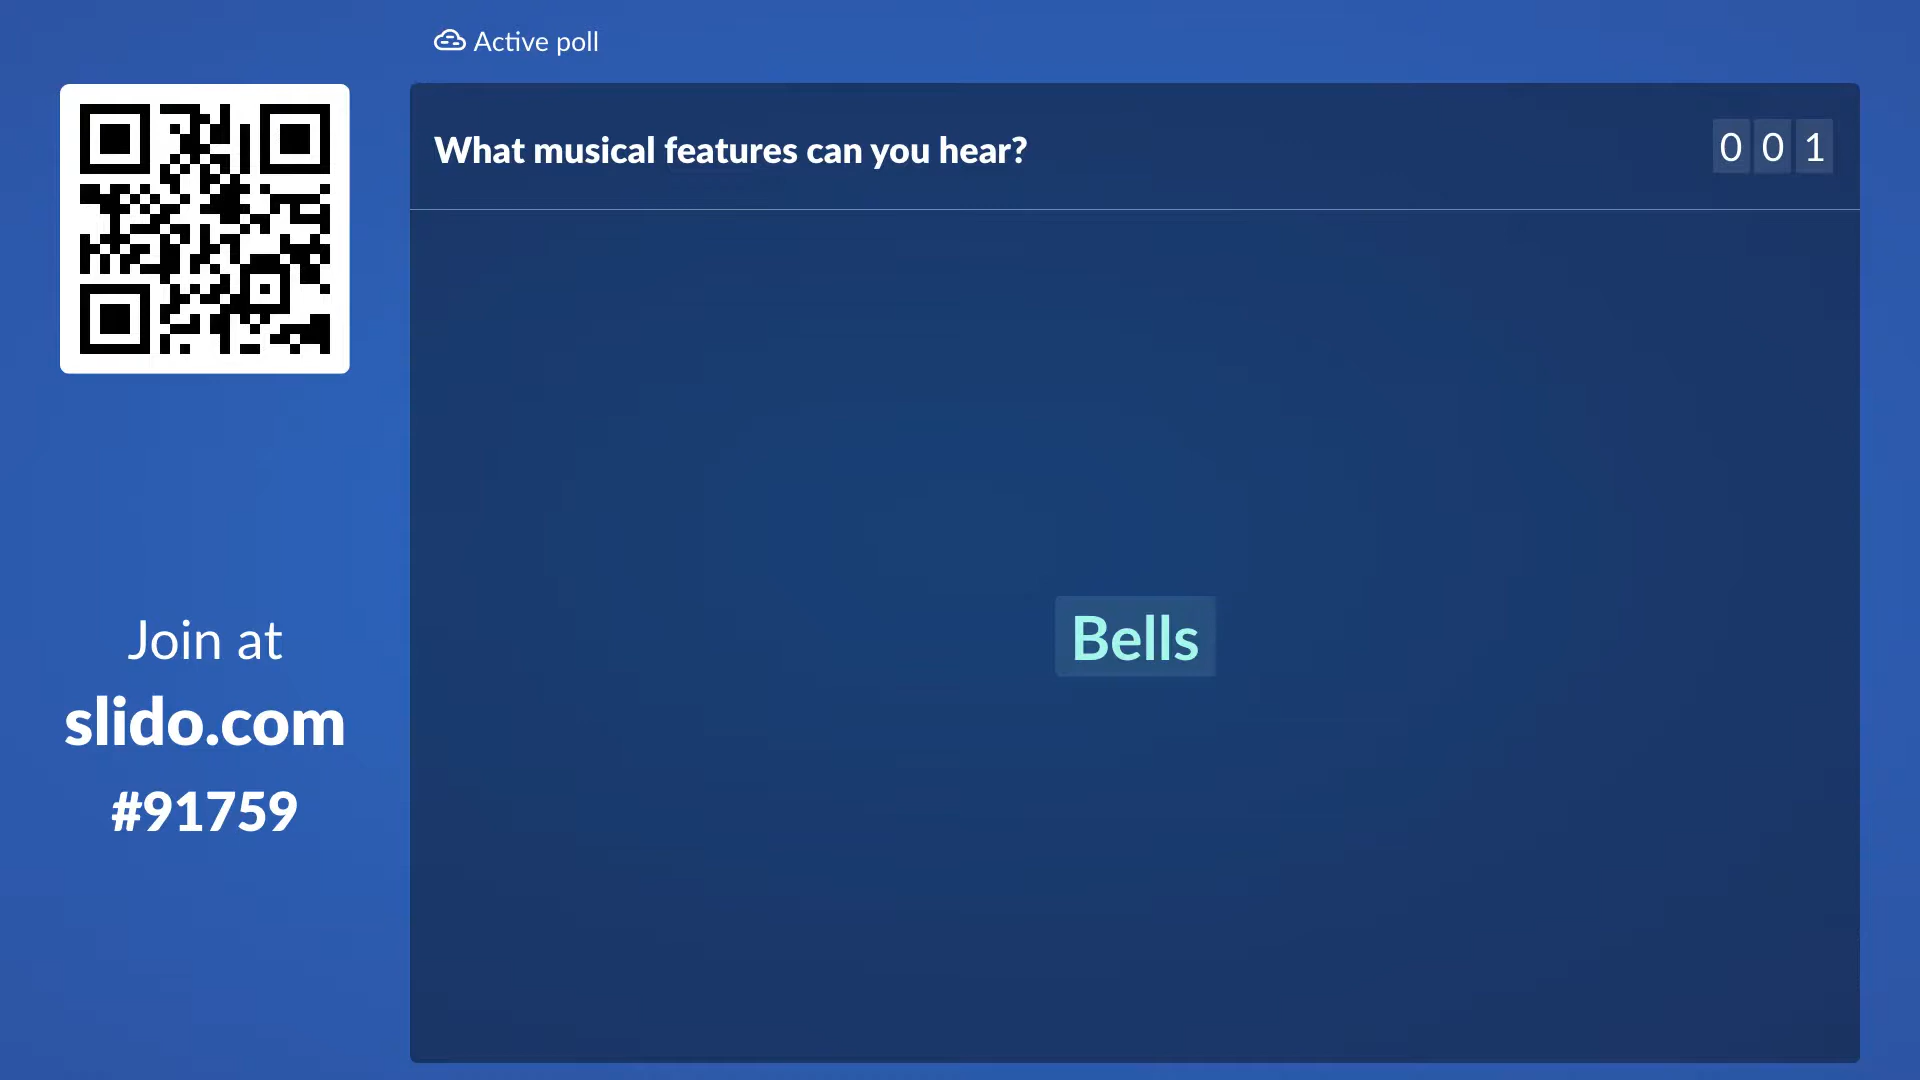 Active poll
What musical features can you hear?
0 0 1
Bells
Join at
slido.com
#91759